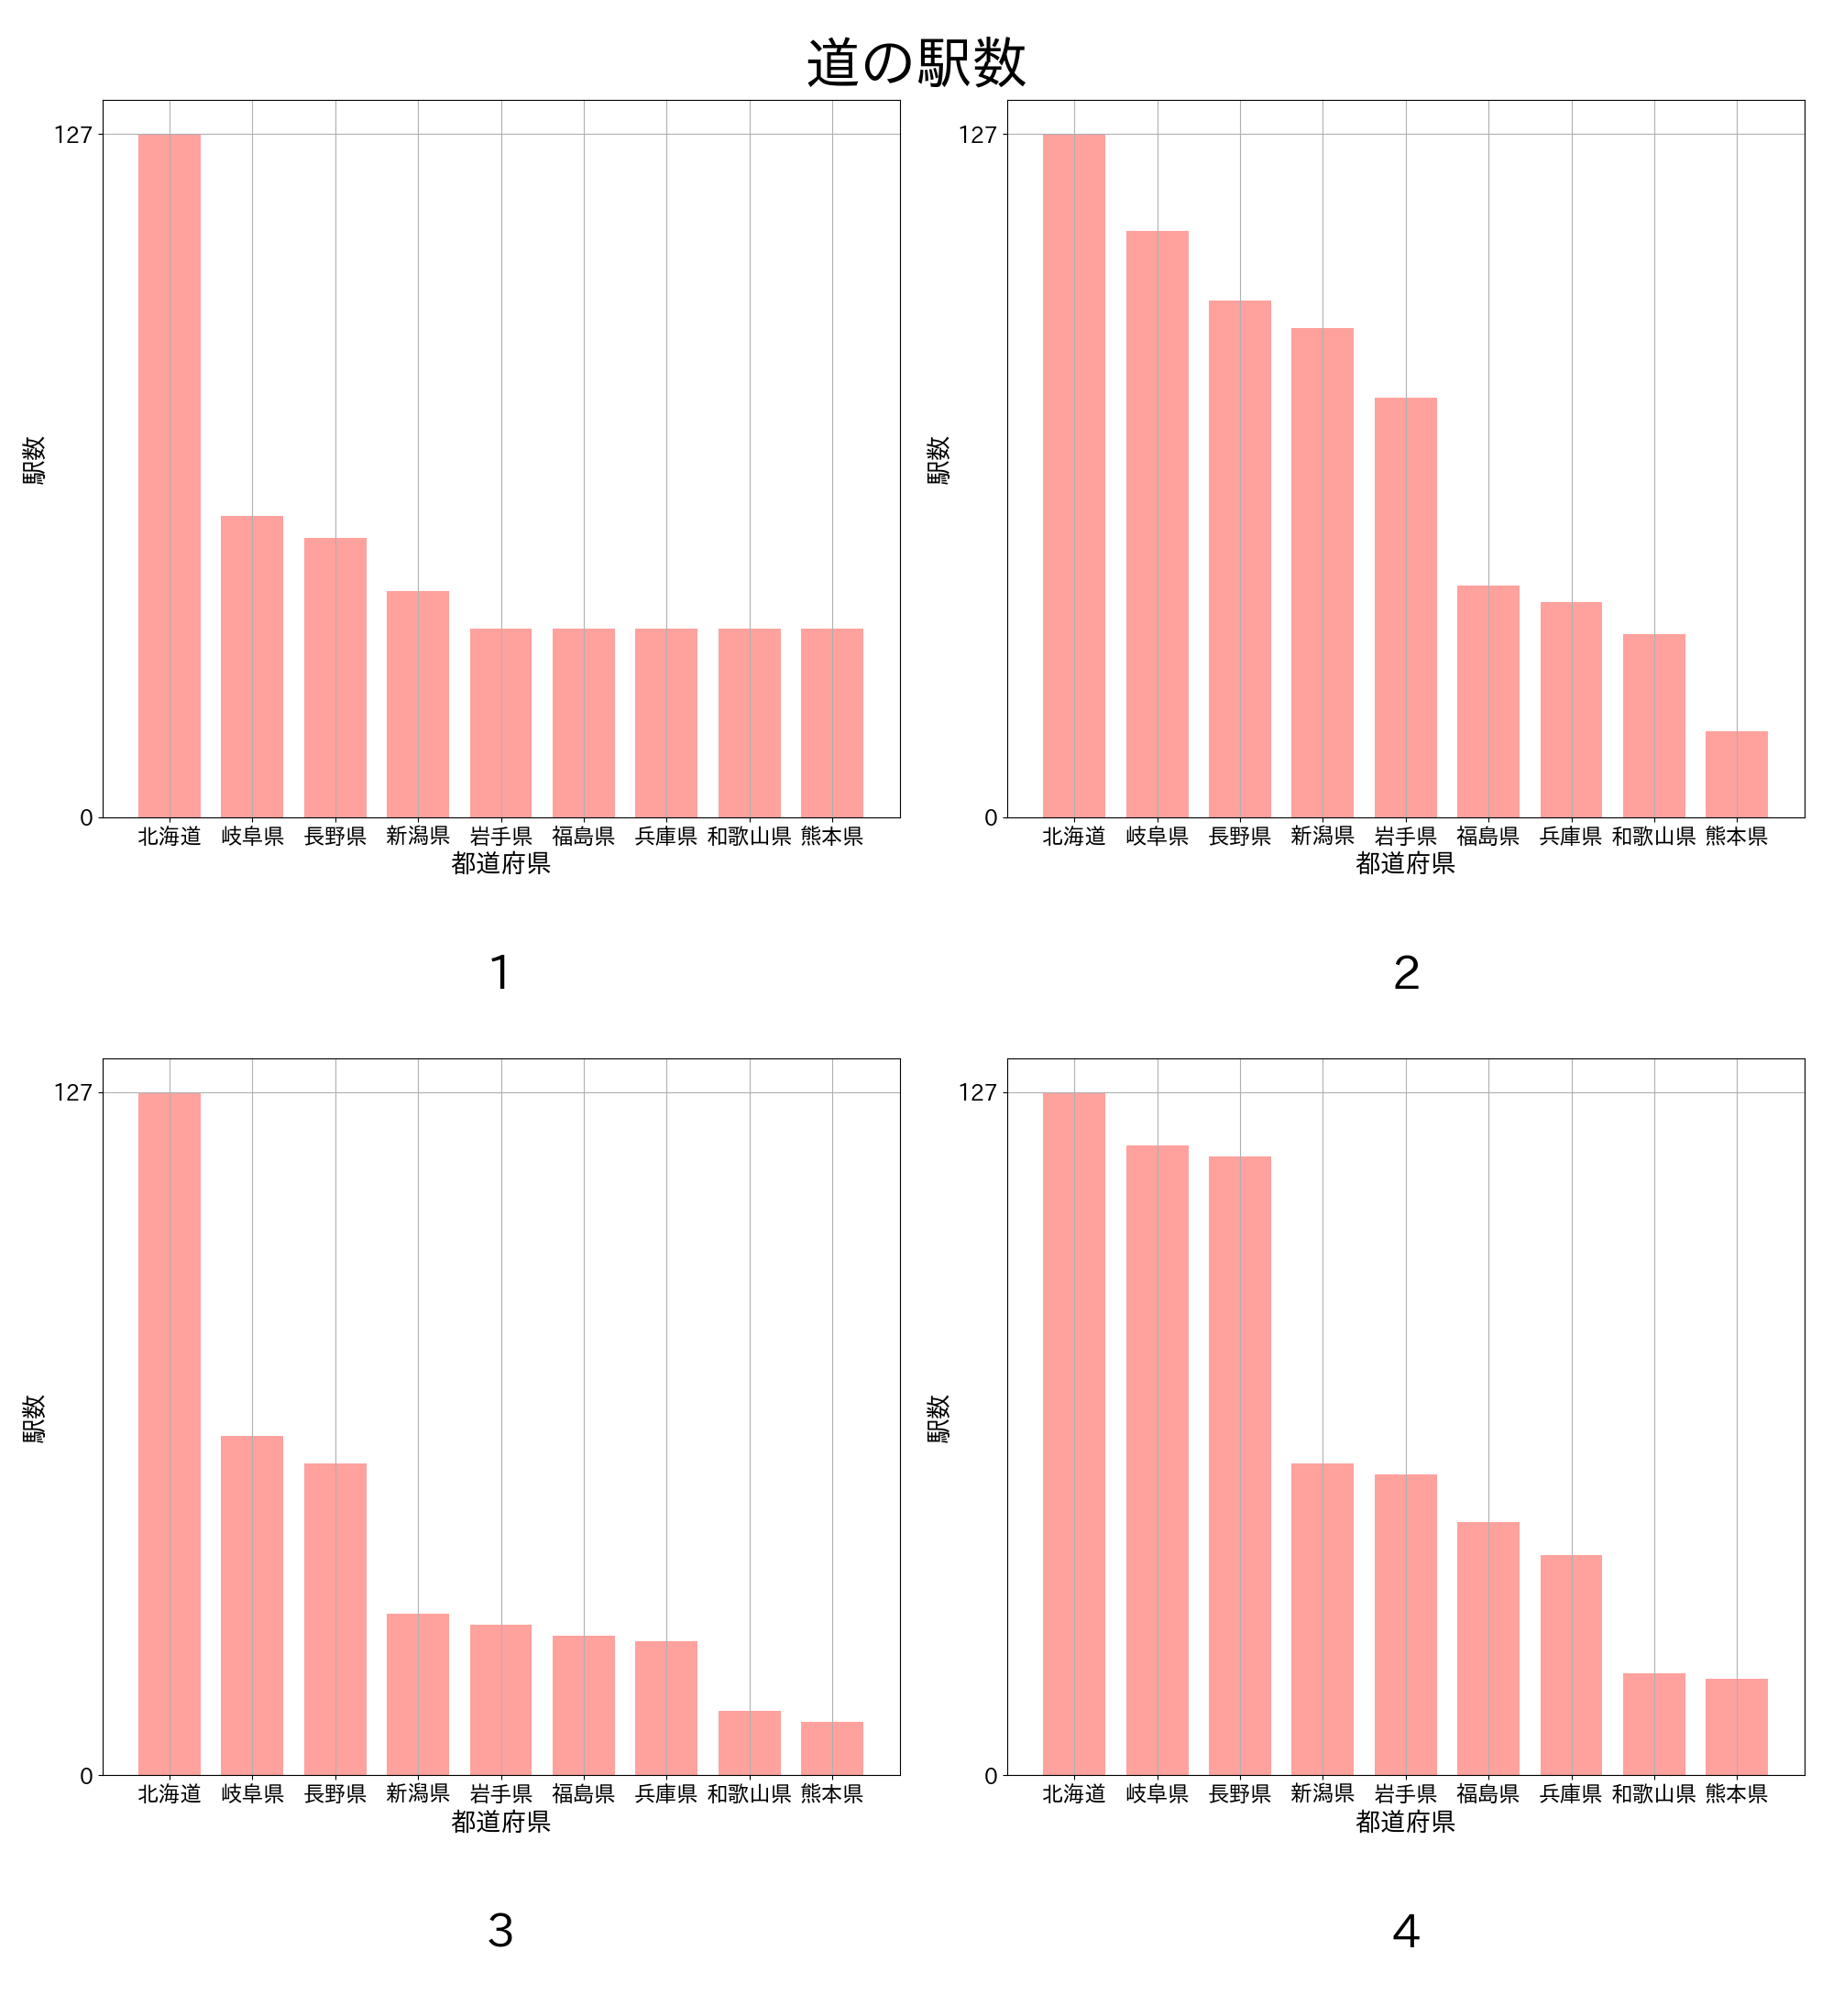 道の駅数
127
駅数
0
北海道 岐阜県 長野県 新潟県 岩手県 福島県 兵庫県 和歌山県 熊本県
都道府県
1
127
駅数
0
北海道 岐阜県 長野県 新潟県 岩手県 福島県 兵庫県 和歌山県 熊本県
都道府県
2
127
駅数
0
北海道 岐阜県 長野県 新潟県 岩手県 福島県 兵庫県 和歌山県 熊本県
都道府県
3
127
駅数
0
北海道 岐阜県 長野県 新潟県 岩手県 福島県 兵庫県 和歌山県 熊本県
都道府県
4